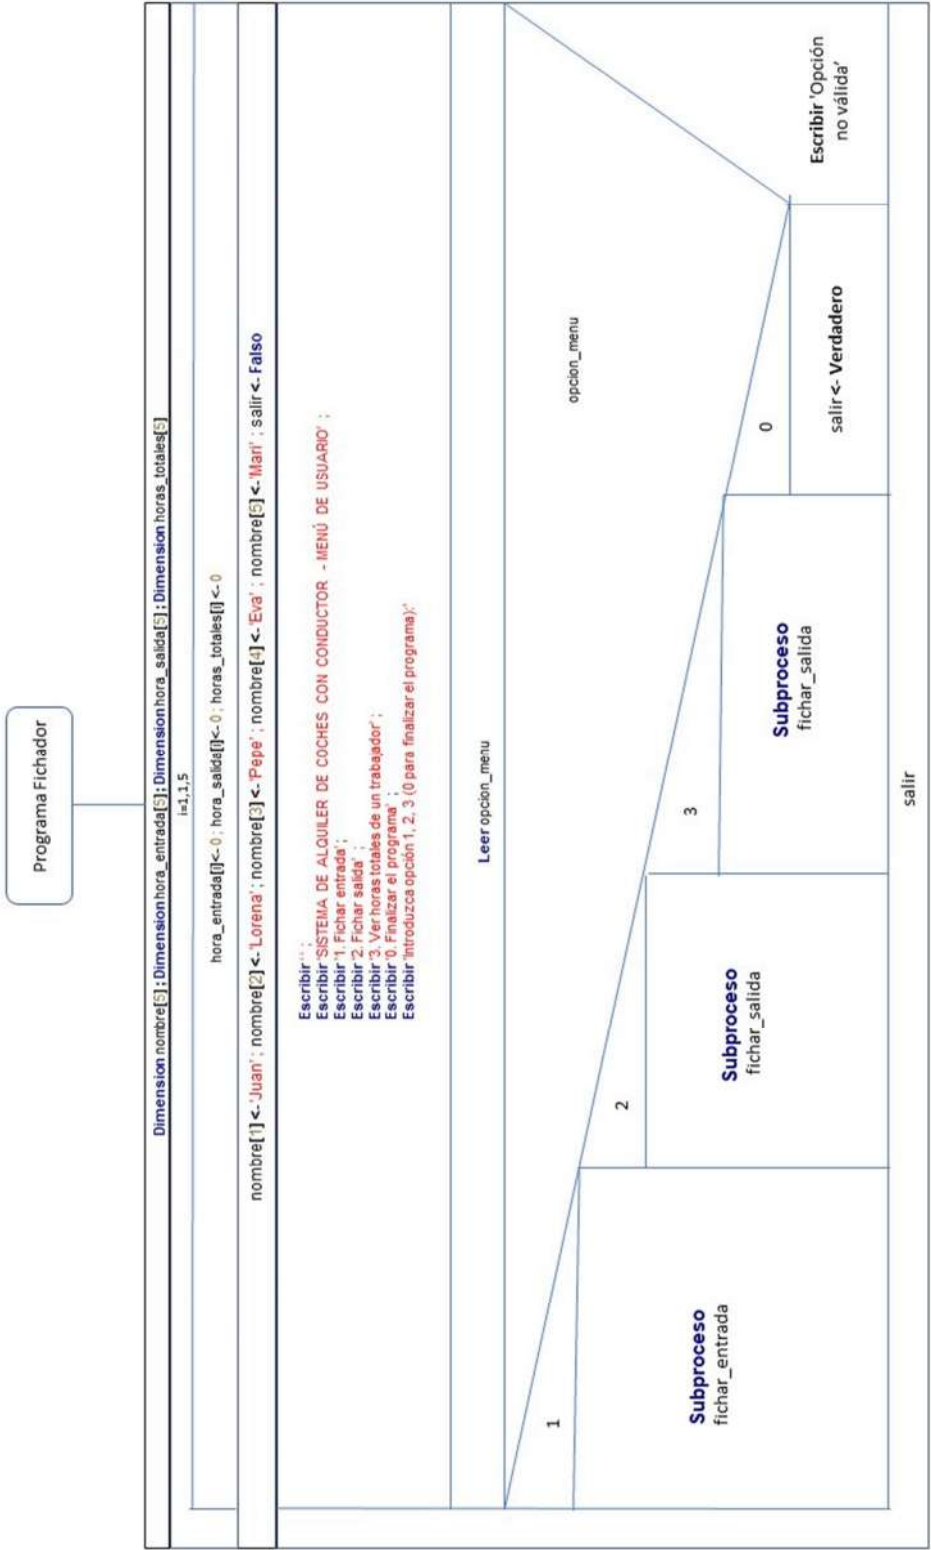 Programa Fichador
Dimension nombre[5] ; Dimension hora_entrada[5] ; Dimension hora_salida[5] ; Dimension horas_totales[5]
i=1,1,5
hora_entrada[i]<- 0 ; hora_salida[i]<- 0 ; horas_totales[i] <- 0
nombre[1] <- 'Juan' ; nombre[2] <- 'Lorena' ; nombre[3] <- 'Pepe' ; nombre[4] <- 'Eva' ; nombre[5] <- 'Mari' ; salir <- Falso
Escribir ' ' ;
Escribir 'SISTEMA DE ALQUILER DE COCHES CON CONDUCTOR - MENÚ DE USUARIO' ;
Escribir '1. Fichar entrada' ;
Escribir '2. Fichar salida' ;
Escribir '3. Ver horas totales de un trabajador' ;
Escribir '0. Finalizar el programa' ;
Escribir 'Introduzca opción 1, 2, 3 (0 para finalizar el programa):'
Leer opcion_menu
opcion_menu
1
2
3
0
Subproceso
fichar_entrada
Subproceso
fichar_salida
Subproceso
fichar_salida
salir <- Verdadero
Escribir 'Opción
no válida'
salir